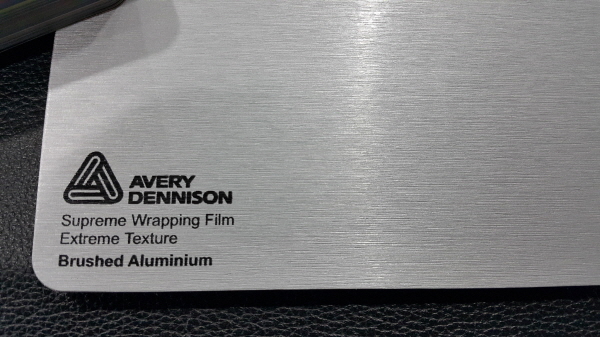 AVERY
DENNISON
Supreme Wrapping Film
Extreme Texture
Brushed Aluminium